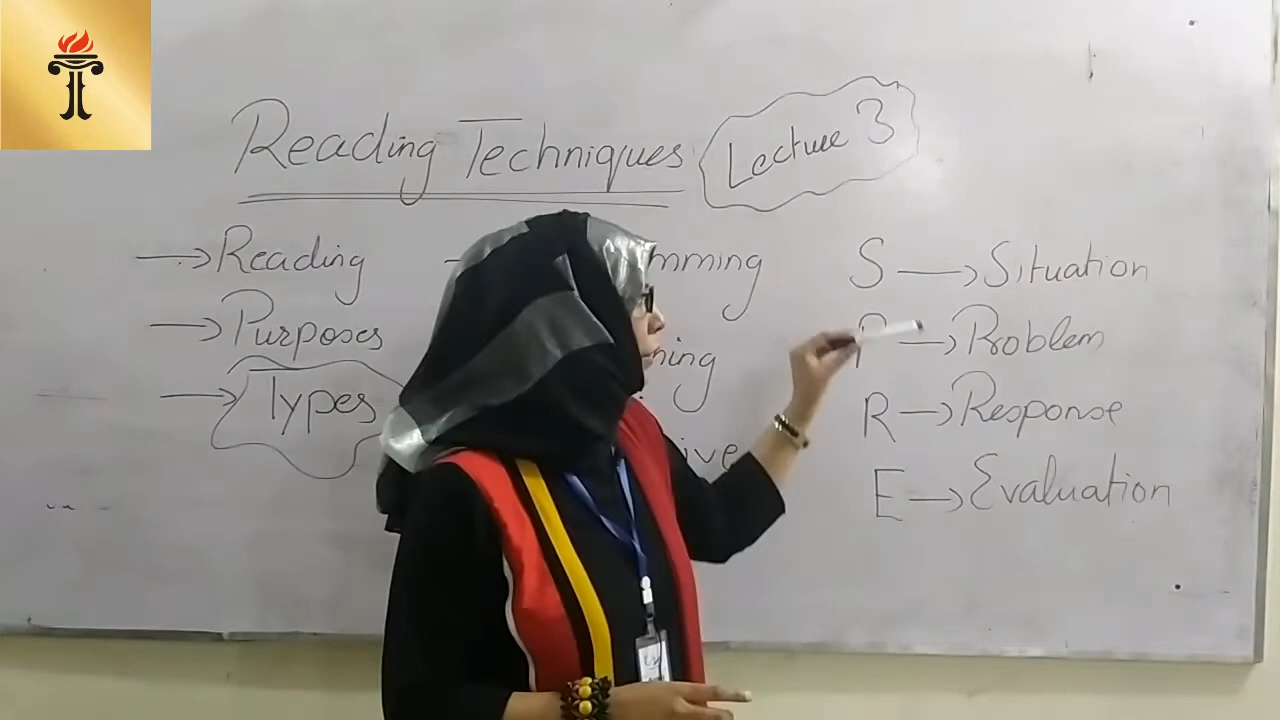 Reading Techniques Lecture 3
→ Reading
→ Purposes
→ Types
mming
ning
ive
S → Situation
P → Problem
R → Response
E → Evaluation